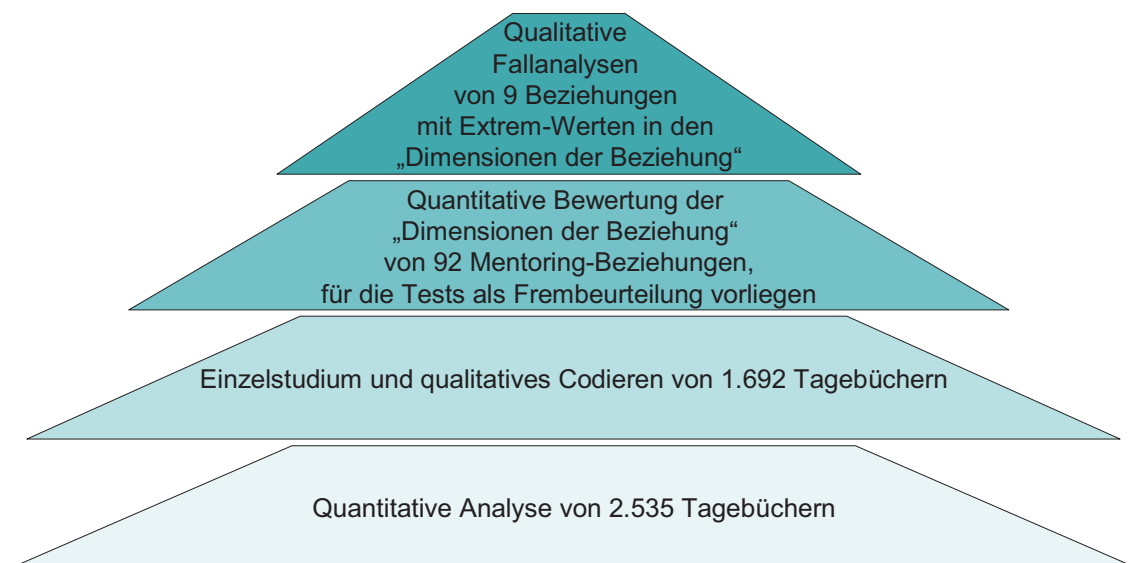 Qualitative
Fallanalysen
von 9 Beziehungen
mit Extrem-Werten in den
„Dimensionen der Beziehung“
Quantitative Bewertung der
„Dimensionen der Beziehung“
von 92 Mentoring-Beziehungen,
für die Tests als Frembeurteilung vorliegen
Einzelstudium und qualitatives Codieren von 1.692 Tagebüchern
Quantitative Analyse von 2.535 Tagebüchern